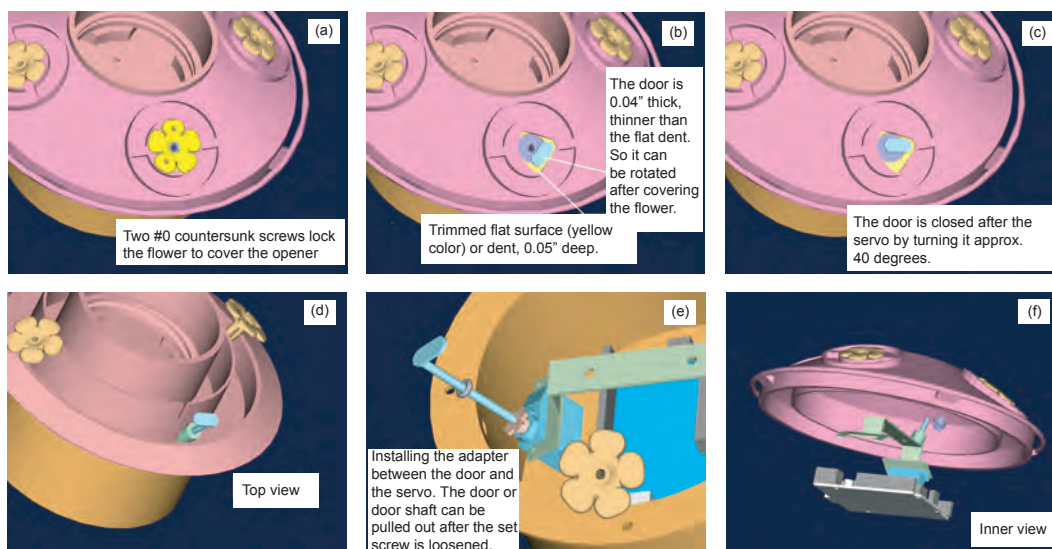 (a)
Two #0 countersunk screws lock
the flower to cover the opener
(b)
The door is
0.04” thick,
thinner than
the flat dent.
So it can
be rotated
after covering
the flower.
Trimmed flat surface (yellow
color) or dent, 0.05” deep.
(c)
The door is closed after the
servo by turning it approx.
40 degrees.
(d)
Top view
(e)
Installing the adapter
between the door and
the servo. The door or
door shaft can be
pulled out after the set
screw is loosened.
(f)
Inner view